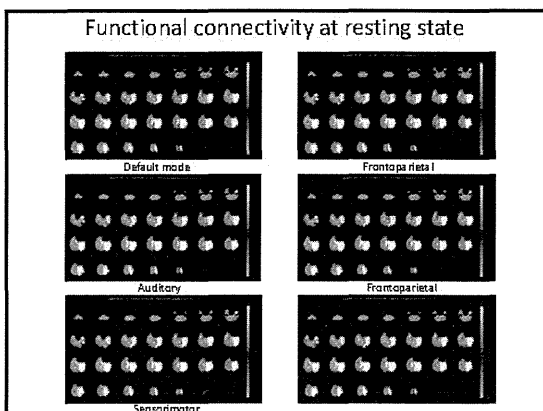 Functional connectivity at resting state
Default mode
Frontoparietal
Auditory
Frontoparietal
Sensorimotor